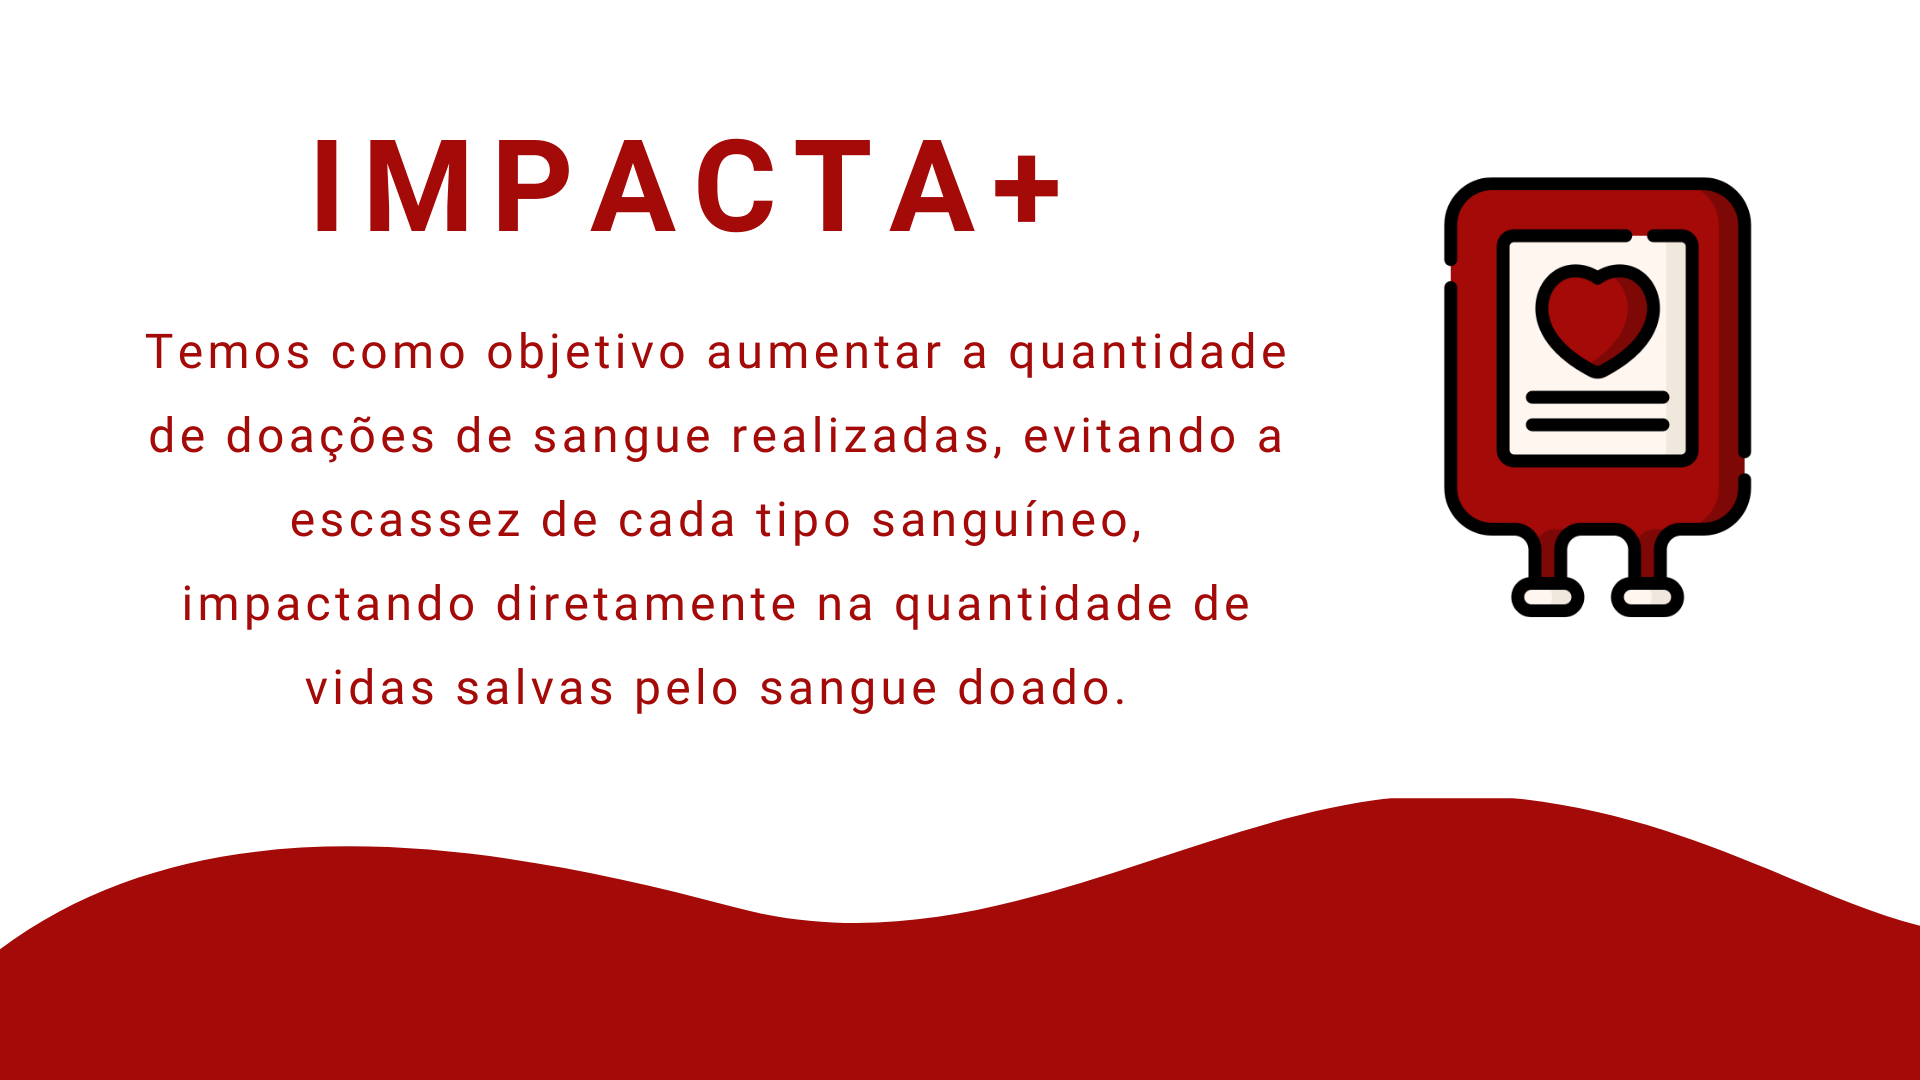 IMPACTA+
Temos como objetivo aumentar a quantidade
de doações de sangue realizadas, evitando a
escassez de cada tipo sanguíneo,
impactando diretamente na quantidade de
vidas salvas pelo sangue doado.